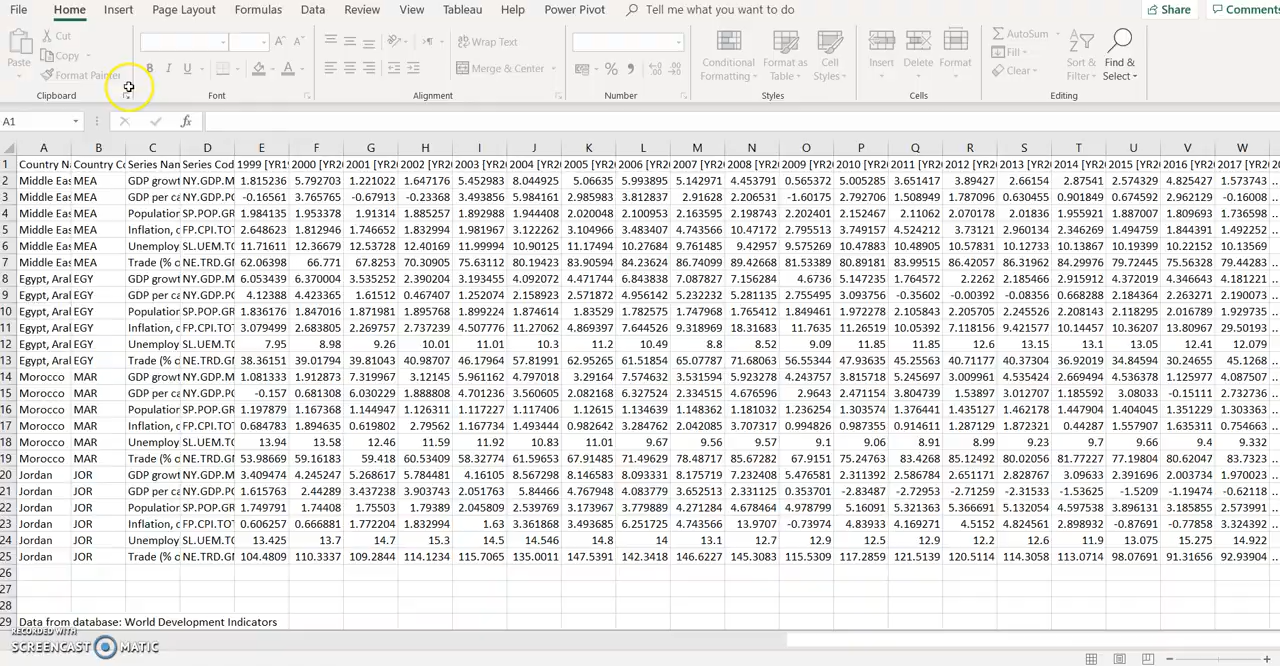 File Home Insert Page Layout Formulas Data Review View Tableau Help Power Pivot Tell me what you want to do Share Comments
Cut
Copy
Format Painter
Paste
Clipboard
B I U A
Font
Wrap Text
Merge & Center
Alignment
% 9
Number
Conditional Formatting
Format as Table
Cell Styles
Styles
Insert Delete Format
Cells
AutoSum
Fill
Clear
Sort & Filter
Find & Select
Editing
A1 fx
A B C D E F G H I J K L M N O P Q R S T U V W
1 Country Na Country Co Series Nan Series Code 1999 [YR19 2000 [YR20 2001 [YR20 2002 [YR20 2003 [YR20 2004 [YR20 2005 [YR20 2006 [YR20 2007 [YR20 2008 [YR20 2009 [YR20 2010 [YR20 2011 [YR20 2012 [YR20 2013 [YR20 2014 [YR20 2015 [YR20 2016 [YR20 2017 [YR20
2 Middle Eas MEA GDP growt NY.GDP.M 1.815236 5.792703 1.221022 1.647176 5.452983 8.044925 5.06635 5.993895 5.142971 4.453791 0.565372 5.005285 3.651417 3.89427 2.66154 2.87541 2.574329 4.825427 1.573743 ..
3 Middle Eas MEA GDP per ca NY.GDP.PC -0.16561 3.765765 -0.67913 -0.23368 3.493856 5.984161 2.985983 3.812837 2.91628 2.206531 -1.60175 2.792706 1.508949 1.787096 0.630155 0.901849 0.674592 2.962129 -0.16008 ..
4 Middle Eas MEA Population SP.POP.GR 1.984135 1.953378 1.91314 1.885257 1.892988 1.944408 2.020048 2.100953 2.163595 2.198743 2.202401 2.152467 2.11062 2.070178 2.01836 1.955921 1.887007 1.809693 1.736598 ..
5 Middle Eas MEA Inflation, c FP.CPI.TOT 2.648623 1.812946 1.746652 1.832994 1.981967 3.122262 3.104966 3.483407 4.743566 10.47172 2.795513 3.749157 4.524212 3.73121 2.960134 2.346269 1.558714 1.844931 1.492252 ..
6 Middle Eas MEA Unemploy SL.UEM.TC 11.71611 12.36679 12.53728 12.40169 11.99994 10.90125 11.17494 10.27684 9.761485 9.42957 9.575269 10.47883 10.48905 10.57831 10.12733 10.13867 10.19399 10.22152 10.13569 ..
7 Middle Eas MEA Trade (% o NE.TRD.GN 62.06398 66.771 67.8253 70.30905 75.63112 80.19423 83.90594 84.23624 86.74099 89.42668 81.53389 80.89181 83.99515 86.42057 86.31962 84.29756 79.72445 75.56328 79.44283 ..
8 Egypt, Aral EGY GDP growt NY.GDP.M 6.053439 6.370004 3.535252 2.390204 3.193455 4.092072 4.471744 6.843838 7.087827 7.156284 4.6736 5.147235 1.764572 2.2262 2.185466 2.915912 4.372019 4.346643 4.181221 ..
9 Egypt, Aral EGY GDP per ca NY.GDP.PC 4.12388 4.423365 1.61512 0.467407 1.252074 2.158923 2.571872 4.956142 5.232232 5.281135 2.755495 3.093756 -0.35602 -0.00392 -0.08356 0.668288 2.184364 2.263271 2.190073 ..
10 Egypt, Aral EGY Population SP.POP.GR 1.836176 1.847016 1.871981 1.895768 1.899224 1.874614 1.83529 1.782575 1.747968 1.782161 1.849461 1.972278 2.105843 2.205705 2.245526 2.208143 2.118295 2.016461 1.929735 ..
11 Egypt, Aral EGY Inflation, c FP.CPI.TOT 3.079499 2.683805 2.269757 2.737239 4.507776 11.27062 4.869397 7.644526 9.318969 18.31683 11.7635 11.26519 10.05392 7.118156 9.421577 10.14457 10.36207 13.80967 29.50193 ..
12 Egypt, Aral EGY Unemploy SL.UEM.TC 7.95 8.98 9.26 10.01 11.01 10.3 11.2 10.49 8.8 8.52 9.09 11.85 11.85 12.6 13.15 13.1 13.05 12.41 12.079 ..
13 Egypt, Aral EGY Trade (% o NE.TRD.GN 38.36151 39.01794 39.81043 40.98707 46.17964 57.81991 62.95265 61.51854 65.07787 71.68063 56.55344 47.93635 45.25563 40.71177 40.37304 36.92019 34.84594 30.24655 45.1268 ..
14 Morocco MAR GDP growt NY.GDP.M 1.081333 1.912873 7.319967 3.12145 5.961162 4.797018 3.29164 7.574632 3.531594 5.923278 4.243757 3.815718 5.245697 3.009961 4.535424 2.669494 4.536378 1.125977 4.087507 ..
15 Morocco MAR GDP per ca NY.GDP.PC -0.157 0.681308 6.030229 1.888808 4.701236 3.560605 2.082168 6.327524 2.334515 4.676596 2.9643 2.471154 3.804739 1.53897 3.012707 1.185592 3.08033 -0.15111 2.732736 ..
16 Morocco MAR Population SP.POP.GR 1.197879 1.167368 1.144947 1.126311 1.117227 1.117406 1.12615 1.134639 1.148382 1.181032 1.236254 1.303574 1.376441 1.435127 1.462178 1.447904 1.404045 1.351229 1.303363 ..
17 Morocco MAR Inflation, c FP.CPI.TOT 0.684783 1.894645 0.619802 2.79562 1.167734 1.493444 0.982642 3.284762 2.042085 3.707317 0.994826 0.987355 0.914611 1.287129 1.872321 0.44287 1.557907 1.635311 0.754663 ..
18 Morocco MAR Unemploy SL.UEM.TC 13.94 13.58 12.46 11.59 11.92 10.83 11.01 9.67 9.56 9.57 9.1 9.06 8.91 8.99 9.23 9.7 9.66 9.4 9.332 ..
19 Morocco MAR Trade (% o NE.TRD.GN 53.98669 59.16183 59.418 60.53409 58.32774 61.59653 67.91485 71.49629 78.48717 85.67282 67.9151 75.24763 83.4268 85.12492 80.02056 81.77227 77.19804 80.62047 83.7323 ..
20 Jordan JOR GDP growt NY.GDP.M 3.409474 4.245247 5.268617 5.784481 4.16105 8.567298 8.146583 8.093331 8.175719 7.232408 5.476581 2.311392 2.586784 2.651171 2.828767 3.09633 2.391696 2.003734 1.970023 ..
21 Jordan JOR GDP per ca NY.GDP.PC 1.615763 2.44289 3.437238 3.903743 2.051763 5.84466 4.767948 4.083779 3.652513 2.331125 0.353701 -2.83487 -2.72953 -2.71259 -2.31533 -1.53625 -1.5209 -1.19474 -0.62118 ..
22 Jordan JOR Population SP.POP.GR 1.749791 1.74408 1.75503 1.79389 2.045809 2.539769 3.173967 3.779889 4.271284 4.678464 4.978799 5.16091 5.321363 5.366691 5.132054 4.597538 3.896131 3.185855 2.573991 ..
23 Jordan JOR Inflation, c FP.CPI.TOT 0.606257 0.666881 1.772204 1.832994 1.63 3.361868 3.493685 6.251725 4.743566 13.9707 -0.73974 4.83933 4.169271 4.5152 4.824561 2.898932 -0.87691 -0.77858 3.324392 ..
24 Jordan JOR Unemploy SL.UEM.TC 13.425 13.7 14.7 15.3 14.5 14.546 14.8 14 13.1 12.7 12.9 12.5 12.9 12.2 12.6 11.9 13.075 15.275 14.922 ..
25 Jordan JOR Trade (% o NE.TRD.GN 104.4809 110.3337 109.2844 114.1234 115.7065 135.0011 147.5391 142.3418 146.6227 145.3083 115.5309 117.2859 121.5139 120.5114 114.3058 113.0714 98.07691 91.31656 92.93904 ..
26
27
28
29 Data from database: World Development Indicators
RECORDED WITH
SCREENCAST MATIC